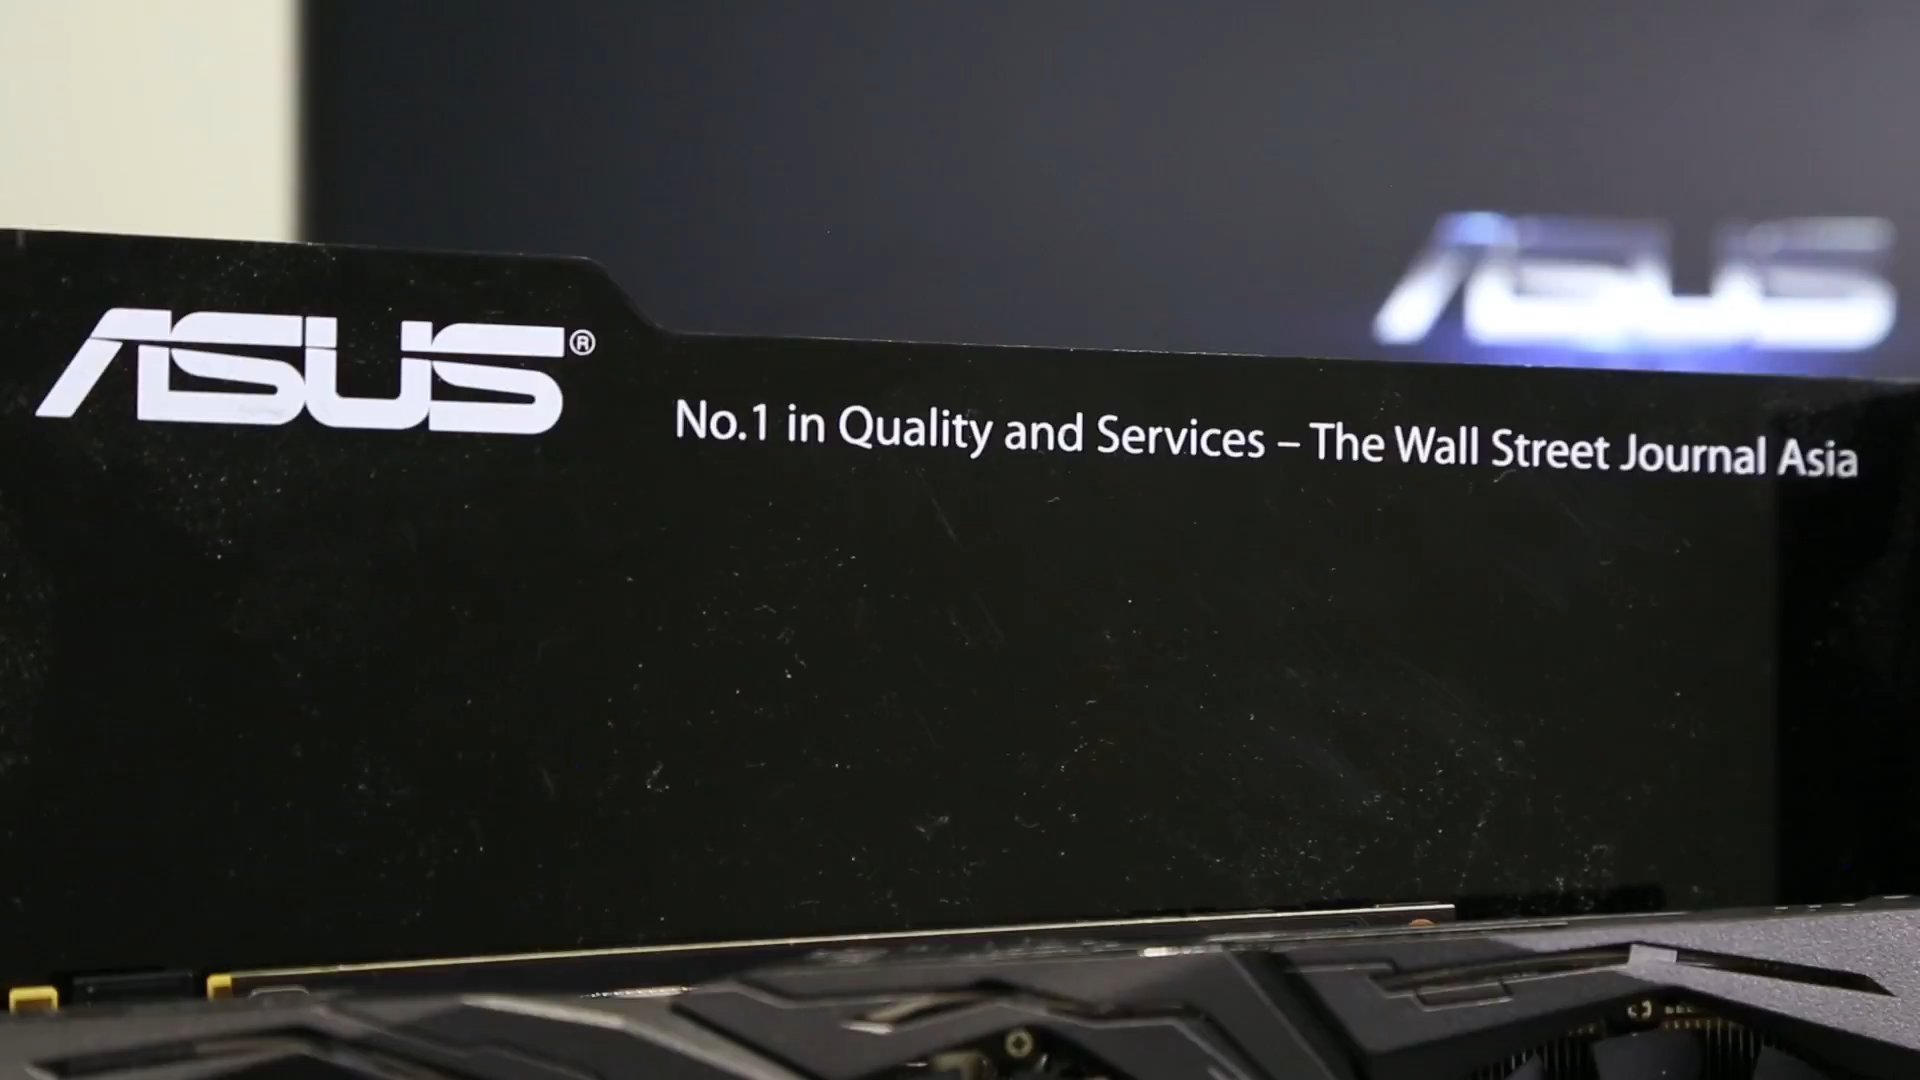 ASUS
ASUS®
No.1 in Quality and Services – The Wall Street Journal Asia